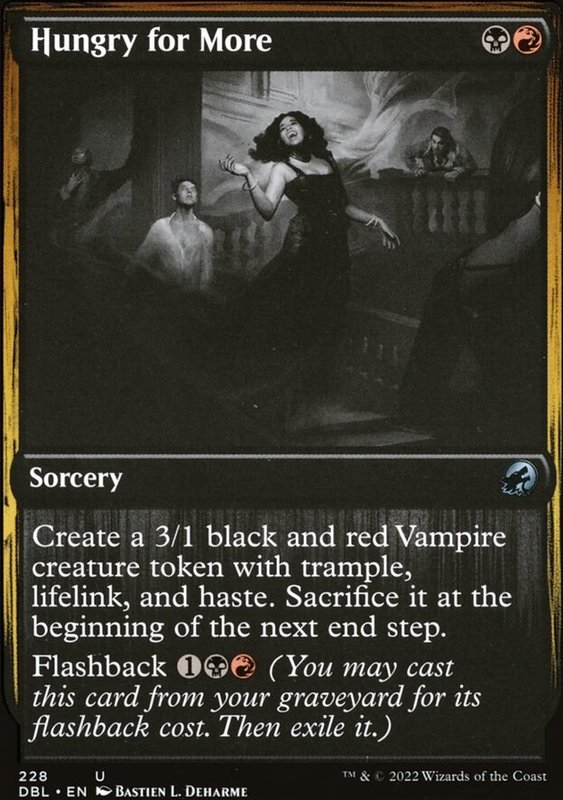 Hungry for More
Sorcery
Create a 3/1 black and red Vampire
creature token with trample,
lifelink, and haste. Sacrifice it at the
beginning of the next end step.
Flashback 1 (You may cast
this card from your graveyard for its
flashback cost. Then exile it.)
228 U
DBL • EN Bastien L. Deharme
™ & © 2022 Wizards of the Coast